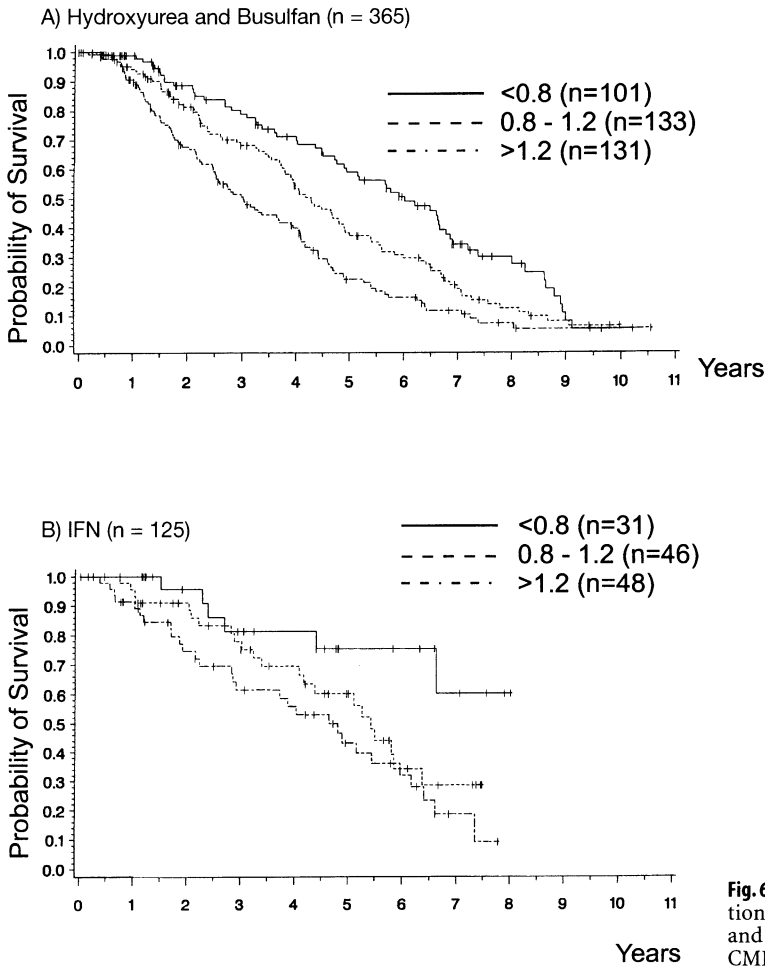 A) Hydroxyurea and Busulfan (n = 365)
Probability of Survival
1.0
0.9
0.8
0.7
0.6
0.5
0.4
0.3
0.2
0.1
0.0
<0.8 (n=101)
0.8 - 1.2 (n=133)
>1.2 (n=131)
0 1 2 3 4 5 6 7 8 9 10 11
Years
B) IFN (n = 125)
Probability of Survival
1.0
0.9
0.8
0.7
0.6
0.5
0.4
0.3
0.2
0.1
0.0
<0.8 (n=31)
0.8 - 1.2 (n=46)
>1.2 (n=48)
0 1 2 3 4 5 6 7 8 9 10 11
Years
Fig. 6
tion
and
CML